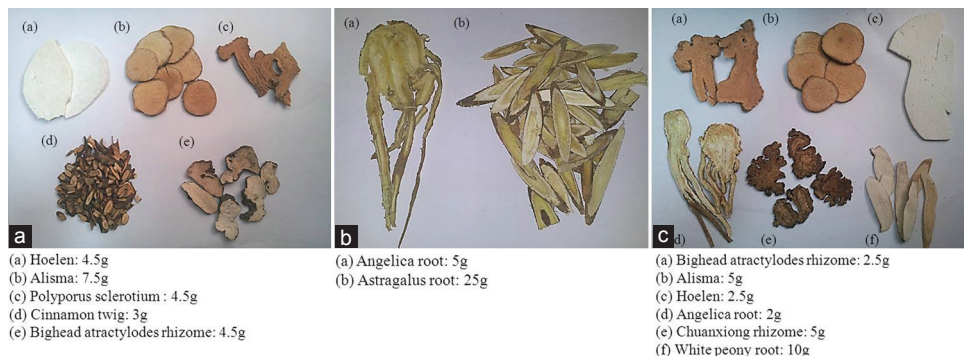 (a) (b) (c)
(d) (e)
a
(a) Hoelen: 4.5g
(b) Alisma: 7.5g
(c) Polyporus sclerotium : 4.5g
(d) Cinnamon twig: 3g
(e) Bighead atractylodes rhizome: 4.5g
(a) (b)
b
(a) Angelica root: 5g
(b) Astragalus root: 25g
(a) (b) (c)
c
(d) (e) (f)
(a) Bighead atractylodes rhizome: 2.5g
(b) Alisma: 5g
(c) Hoelen: 2.5g
(d) Angelica root: 2g
(e) Chuanxiong rhizome: 5g
(f) White peony root: 10g